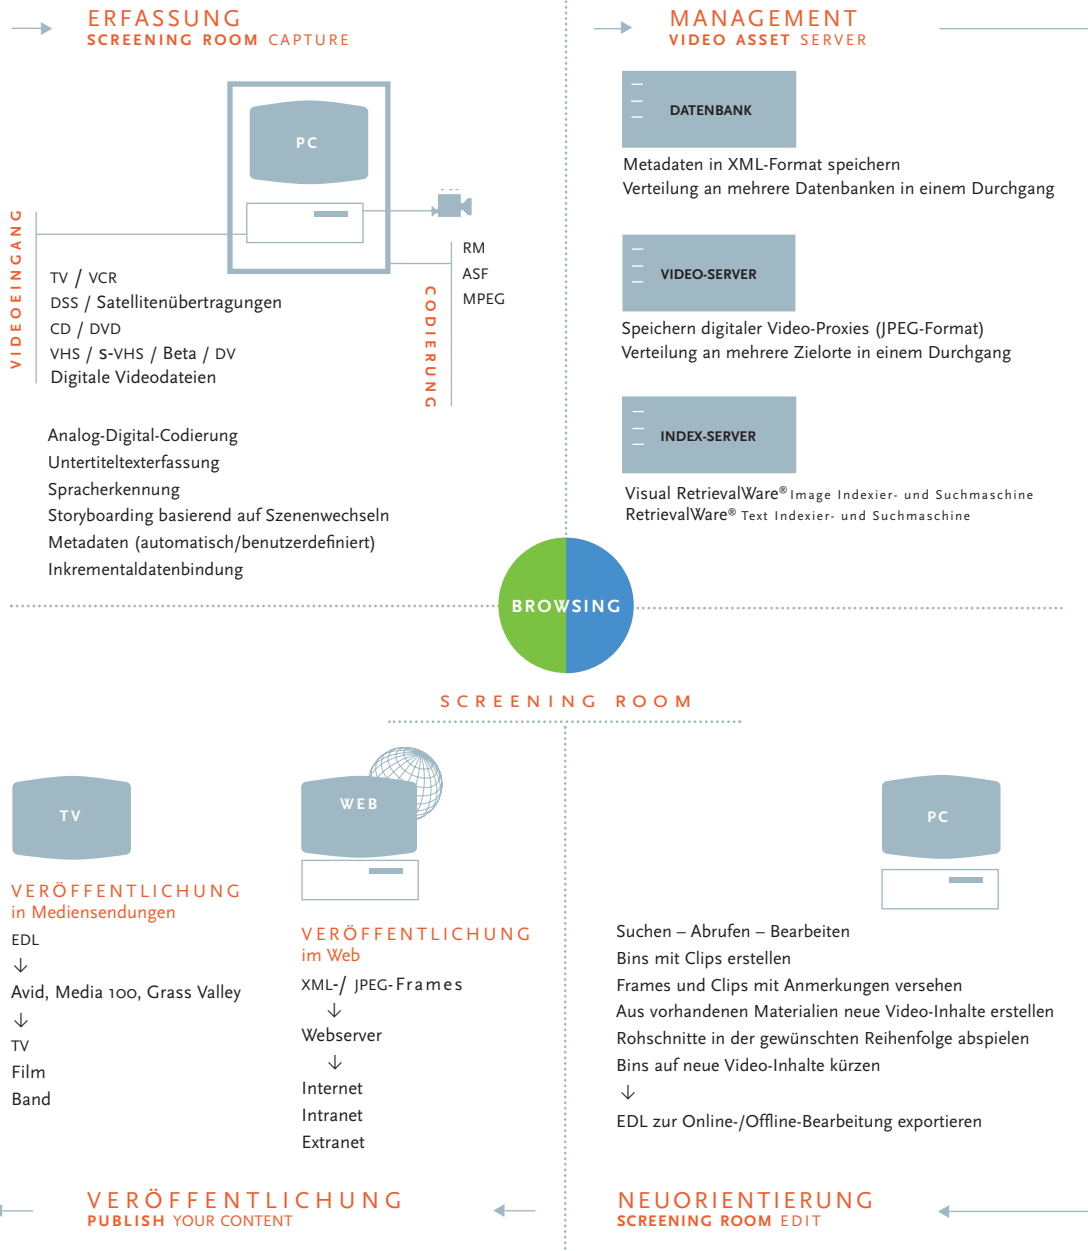 ERFASSUNG
SCREENING ROOM CAPTURE
PC
VIDEOEINGANG
TV / VCR
DSS / Satellitenübertragungen
CD / DVD
VHS / S-VHS / Beta / DV
Digitale Videodateien
CODIERUNG
RM
ASF
MPEG
Analog-Digital-Codierung
Untertiteltexterfassung
Spracherkennung
Storyboarding basierend auf Szenenwechseln
Metadaten (automatisch/benutzerdefiniert)
Inkrementaldatenbindung
MANAGEMENT
VIDEO ASSET SERVER
DATENBANK
Metadaten in XML-Format speichern
Verteilung an mehrere Datenbanken in einem Durchgang
VIDEO-SERVER
Speichern digitaler Video-Proxies (JPEG-Format)
Verteilung an mehrere Zielorte in einem Durchgang
INDEX-SERVER
Visual RetrievalWare® Image Indexier- und Suchmaschine
RetrievalWare® Text Indexier- und Suchmaschine
BROWSING
SCREENING ROOM
TV
VERÖFFENTLICHUNG
in Mediensendungen
EDL
↓
Avid, Media 100, Grass Valley
↓
TV
Film
Band
WEB
VERÖFFENTLICHUNG
im Web
XML-/ JPEG-Frames
↓
Webserver
↓
Internet
Intranet
Extranet
PC
Suchen – Abrufen – Bearbeiten
Bins mit Clips erstellen
Frames und Clips mit Anmerkungen versehen
Aus vorhandenen Materialien neue Video-Inhalte erstellen
Rohschnitte in der gewünschten Reihenfolge abspielen
Bins auf neue Video-Inhalte kürzen
↓
EDL zur Online-/Offline-Bearbeitung exportieren
VERÖFFENTLICHUNG
PUBLISH YOUR CONTENT
NEUORIENTIERUNG
SCREENING ROOM EDIT